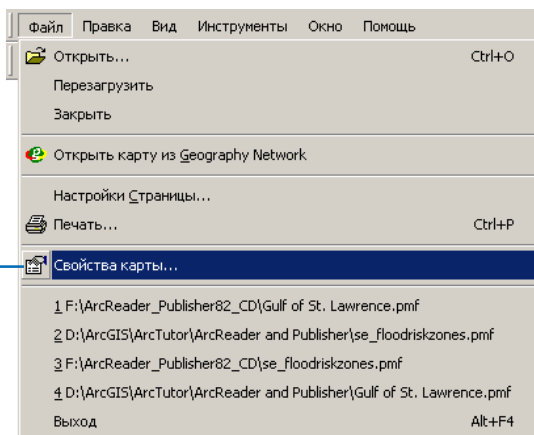 Файл Правка Вид Инструменты Окно Помощь
Открыть... Ctrl+O
Перезагрузить
Закрыть
Открыть карту из Geography Network
Настройки Страницы...
Печать... Ctrl+P
Свойства карты...
1 F:\ArcReader_Publisher82_CD\Gulf of St. Lawrence.pmf
2 D:\ArcGIS\ArcTutor\ArcReader and Publisher\se_floodriskzones.pmf
3 F:\ArcReader_Publisher82_CD\se_floodriskzones.pmf
4 D:\ArcGIS\ArcTutor\ArcReader and Publisher\Gulf of St. Lawrence.pmf
Выход Alt+F4